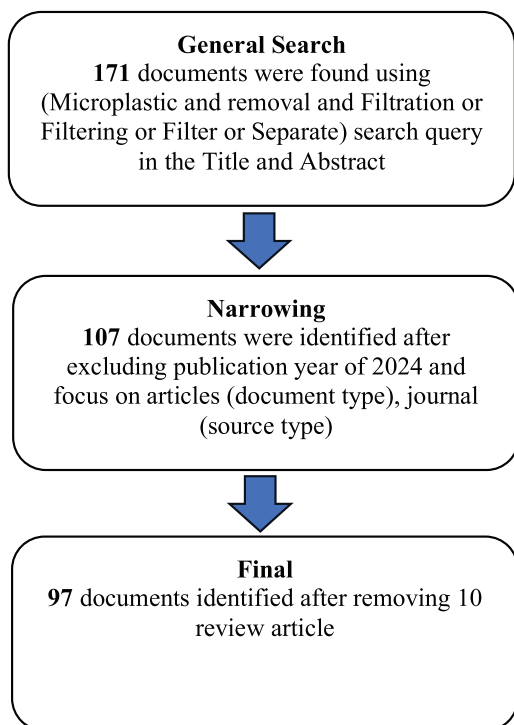 General Search
171 documents were found using
(Microplastic and removal and Filtration or
Filtering or Filter or Separate) search query
in the Title and Abstract
Narrowing
107 documents were identified after
excluding publication year of 2024 and
focus on articles (document type), journal
(source type)
Final
97 documents identified after removing 10
review article